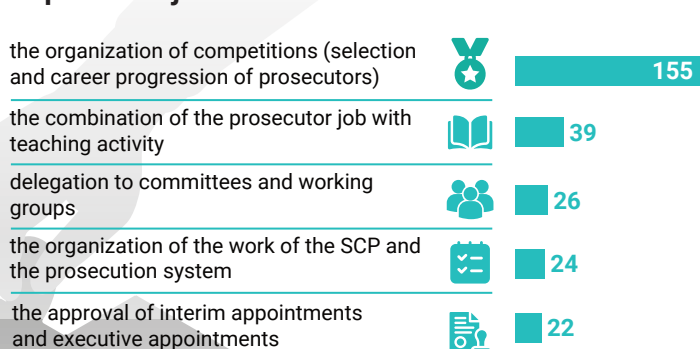 the organization of competitions (selection
and career progression of prosecutors)
155
the combination of the prosecutor job with
teaching activity
39
delegation to committees and working
groups
26
the organization of the work of the SCP and
the prosecution system
24
the approval of interim appointments
and executive appointments
22